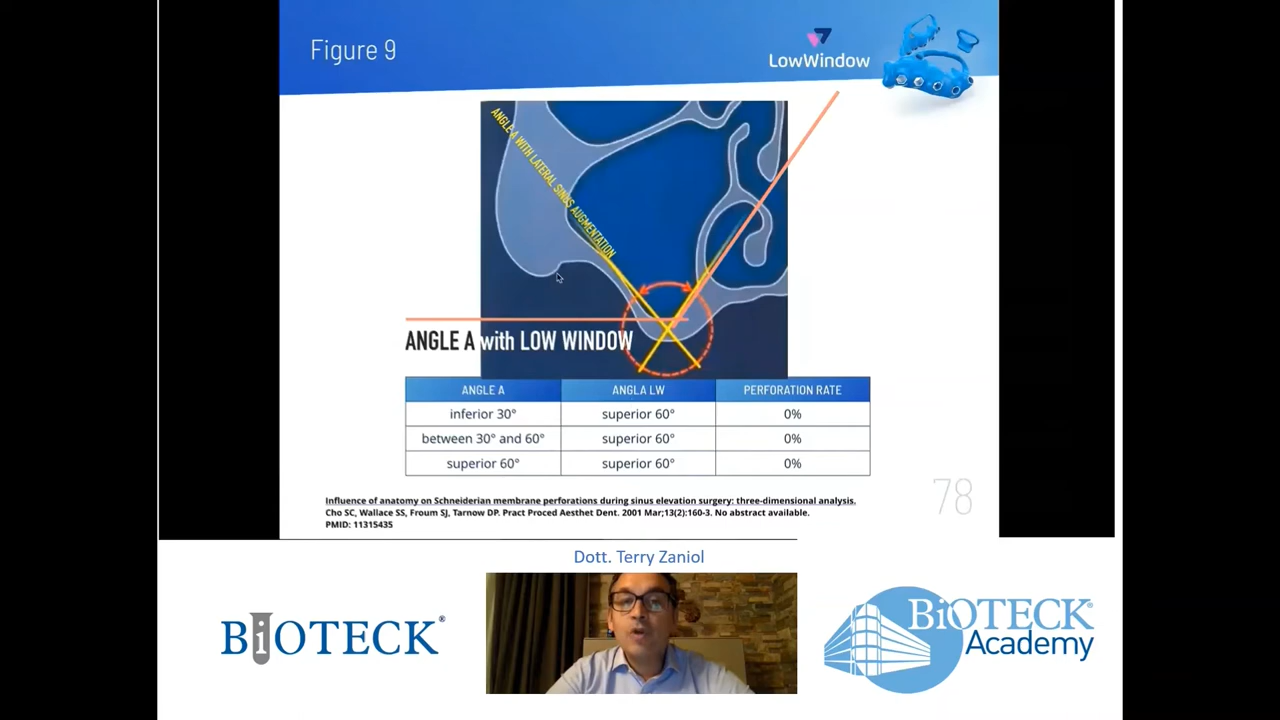 Figure 9
LowWindow
ANGLE A WITH LATERAL SINUS AUGMENTATION
ANGLE A with LOW WINDOW
ANGLE A ANGLA LW PERFORATION RATE
inferior 30° superior 60° 0%
between 30° and 60° superior 60° 0%
superior 60° superior 60° 0%
Influence of anatomy on Schneiderian membrane perforations during sinus elevation surgery: three-dimensional analysis.
Cho SC, Wallace SS, Froum SJ, Tarnow DP. Pract Proced Aesthet Dent. 2001 Mar;13(2):160-3. No abstract available.
PMID: 11315435
78
Dott. Terry Zaniol
BiOTECK®
BiOTECK®
Academy